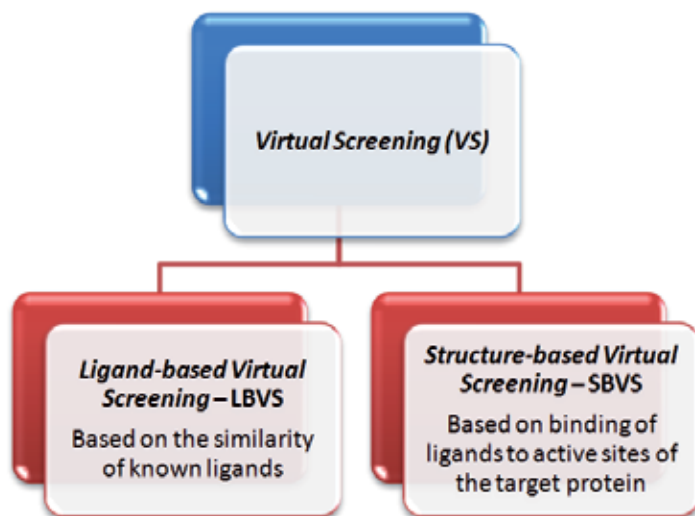 Virtual Screening (VS)
Ligand-based Virtual
Screening – LBVS
Based on the similarity
of known ligands
Structure-based Virtual
Screening – SBVS
Based on binding of
ligands to active sites of
the target protein